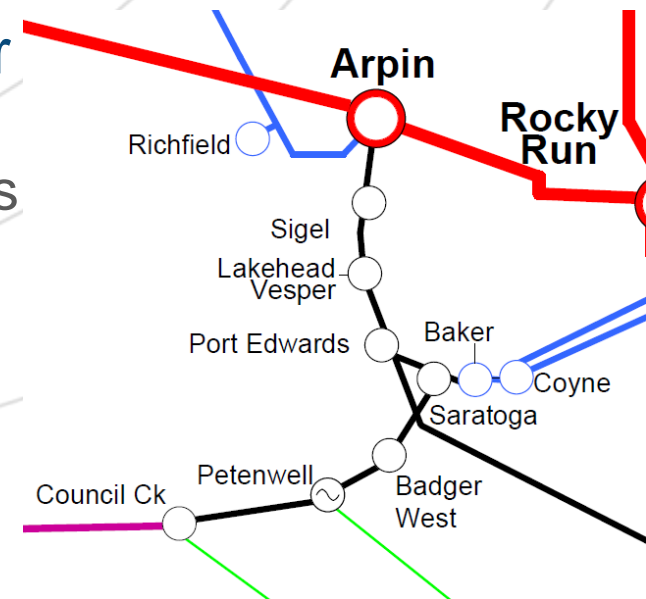 r
s
Arpin
Rocky
Run
Richfield
Sigel
Lakehead
Vesper
Port Edwards
Baker
Coyne
Saratoga
Petenwell
Badger
West
Council Ck